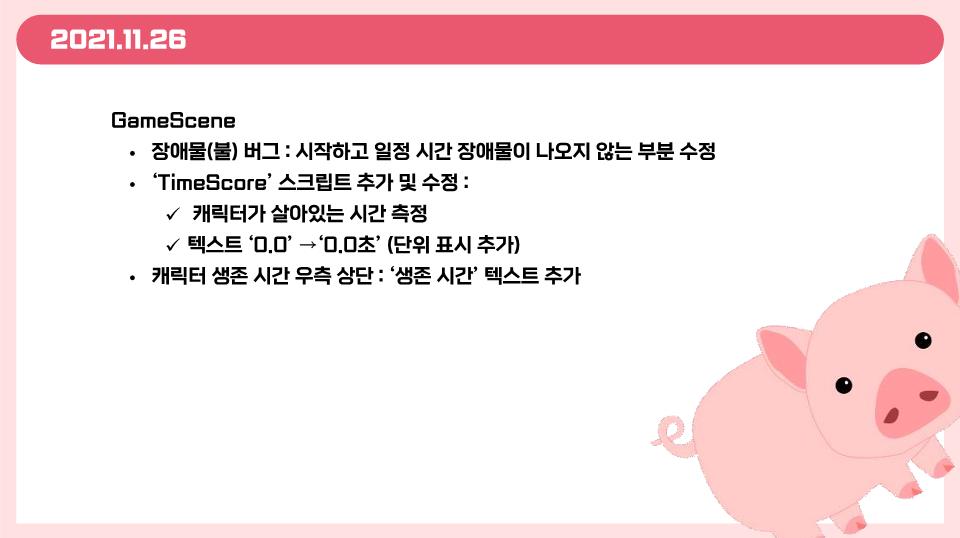 2021.11.26
GameScene
• 장애물(불) 버그 : 시작하고 일정 시간 장애물이 나오지 않는 부분 수정
• ‘TimeScore’ 스크립트 추가 및 수정 :
✓ 캐릭터가 살아있는 시간 측정
✓ 텍스트 ‘0.0’ →‘0.0초’ (단위 표시 추가)
• 캐릭터 생존 시간 우측 상단 : ‘생존 시간’ 텍스트 추가